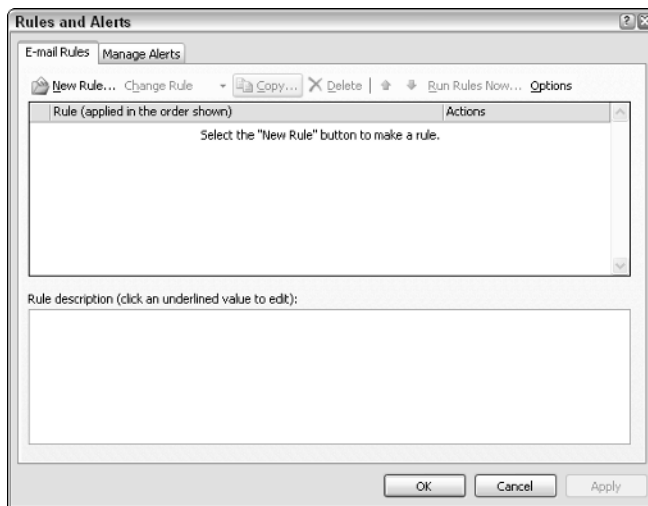 Rules and Alerts
E-mail Rules Manage Alerts
New Rule... Change Rule Copy... Delete Run Rules Now... Options
Rule (applied in the order shown) Actions
Select the "New Rule" button to make a rule.
Rule description (click an underlined value to edit):
OK Cancel Apply